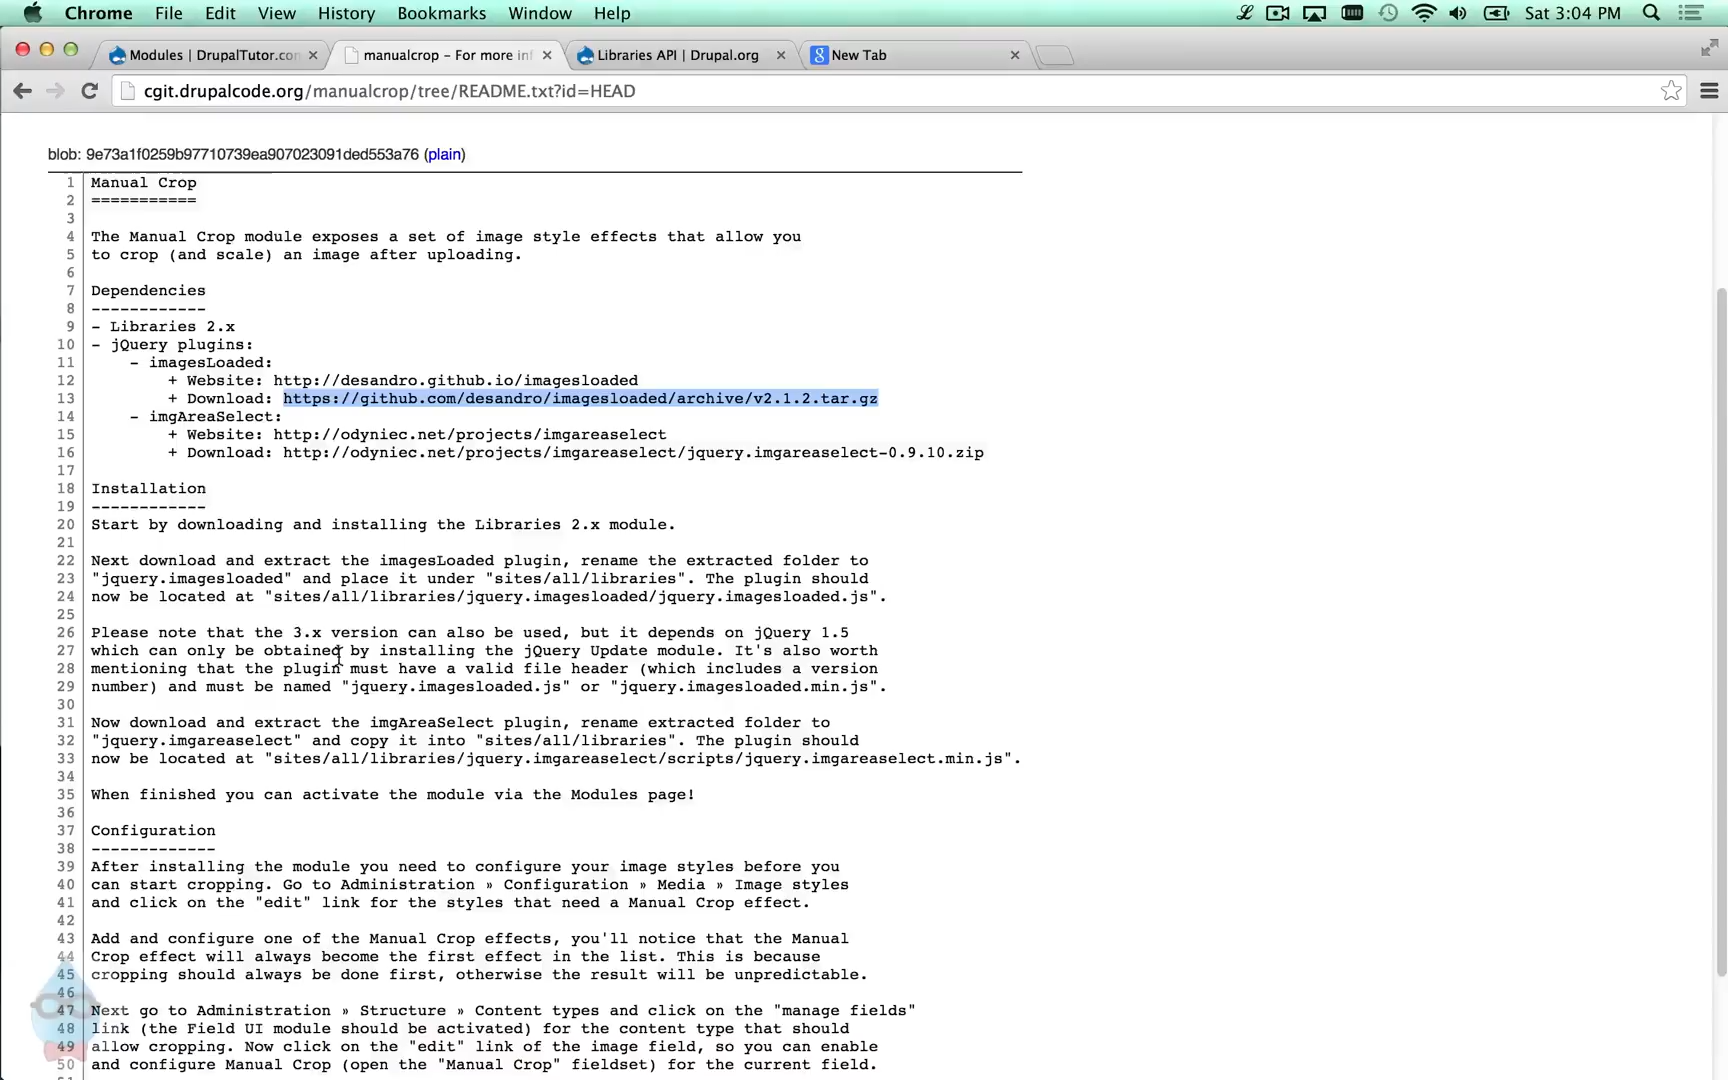 Chrome File Edit View History Bookmarks Window Help Sat 3:04 PM
Modules | DrupalTutor.con manualcrop - For more inf Libraries API | Drupal.org New Tab
cgit.drupalcode.org/manualcrop/tree/README.txt?id=HEAD
blob: 9e73a1f0259b97710739ea907023091ded553a76 (plain)
1 Manual Crop
2 ===========
3
4 The Manual Crop module exposes a set of image style effects that allow you
5 to crop (and scale) an image after uploading.
6
7 Dependencies
8 ------------
9 - Libraries 2.x
10 - jQuery plugins:
11 - imagesLoaded:
12 + Website: http://desandro.github.io/imagesloaded
13 + Download: https://github.com/desandro/imagesloaded/archive/v2.1.2.tar.gz
14 - imgAreaSelect:
15 + Website: http://odyniec.net/projects/imgareaselect
16 + Download: http://odyniec.net/projects/imgareaselect/jquery.imgareaselect-0.9.10.zip
17
18 Installation
19 ------------
20 Start by downloading and installing the Libraries 2.x module.
21
22 Next download and extract the imagesLoaded plugin, rename the extracted folder to
23 "jquery.imagesloaded" and place it under "sites/all/libraries". The plugin should
24 now be located at "sites/all/libraries/jquery.imagesloaded/jquery.imagesloaded.js".
25
26 Please note that the 3.x version can also be used, but it depends on jQuery 1.5
27 which can only be obtained by installing the jQuery Update module. It's also worth
28 mentioning that the plugin must have a valid file header (which includes a version
29 number) and must be named "jquery.imagesloaded.js" or "jquery.imagesloaded.min.js".
30
31 Now download and extract the imgAreaSelect plugin, rename extracted folder to
32 "jquery.imgareaselect" and copy it into "sites/all/libraries". The plugin should
33 now be located at "sites/all/libraries/jquery.imgareaselect/scripts/jquery.imgareaselect.min.js".
34
35 When finished you can activate the module via the Modules page!
36
37 Configuration
38 -------------
39 After installing the module you need to configure your image styles before you
40 can start cropping. Go to Administration » Configuration » Media » Image styles
41 and click on the "edit" link for the styles that need a Manual Crop effect.
42
43 Add and configure one of the Manual Crop effects, you'll notice that the Manual
44 Crop effect will always become the first effect in the list. This is because
45 cropping should always be done first, otherwise the result will be unpredictable.
46
47 Next go to Administration » Structure » Content types and click on the "manage fields"
48 link (the Field UI module should be activated) for the content type that should
49 allow cropping. Now click on the "edit" link of the image field, so you can enable
50 and configure Manual Crop (open the "Manual Crop" fieldset) for the current field.